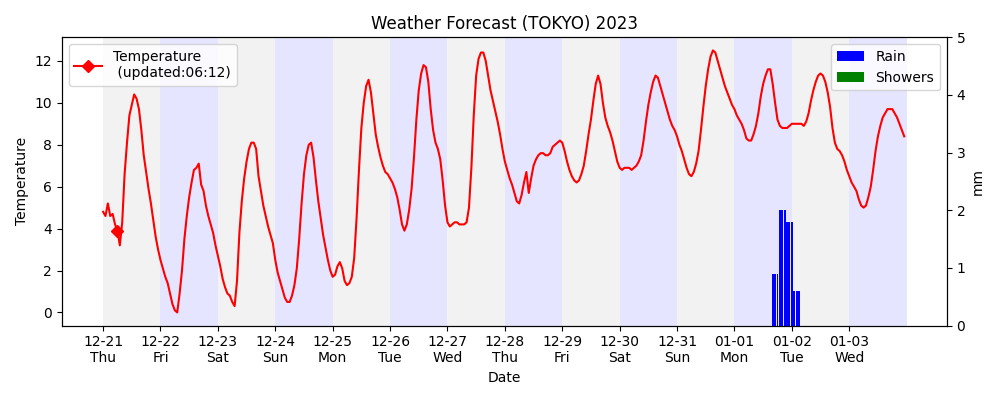 Weather Forecast (TOKYO) 2023
Temperature
(updated:06:12)
Rain
Showers
Temperature
12
10
8
6
4
2
0
5
4
3
2
1
0
mm
12-21 12-22 12-23 12-24 12-25 12-26 12-27 12-28 12-29 12-30 12-31 01-01 01-02 01-03
Thu Fri Sat Sun Mon Tue Wed Thu Fri Sat Sun Mon Tue Wed
Date